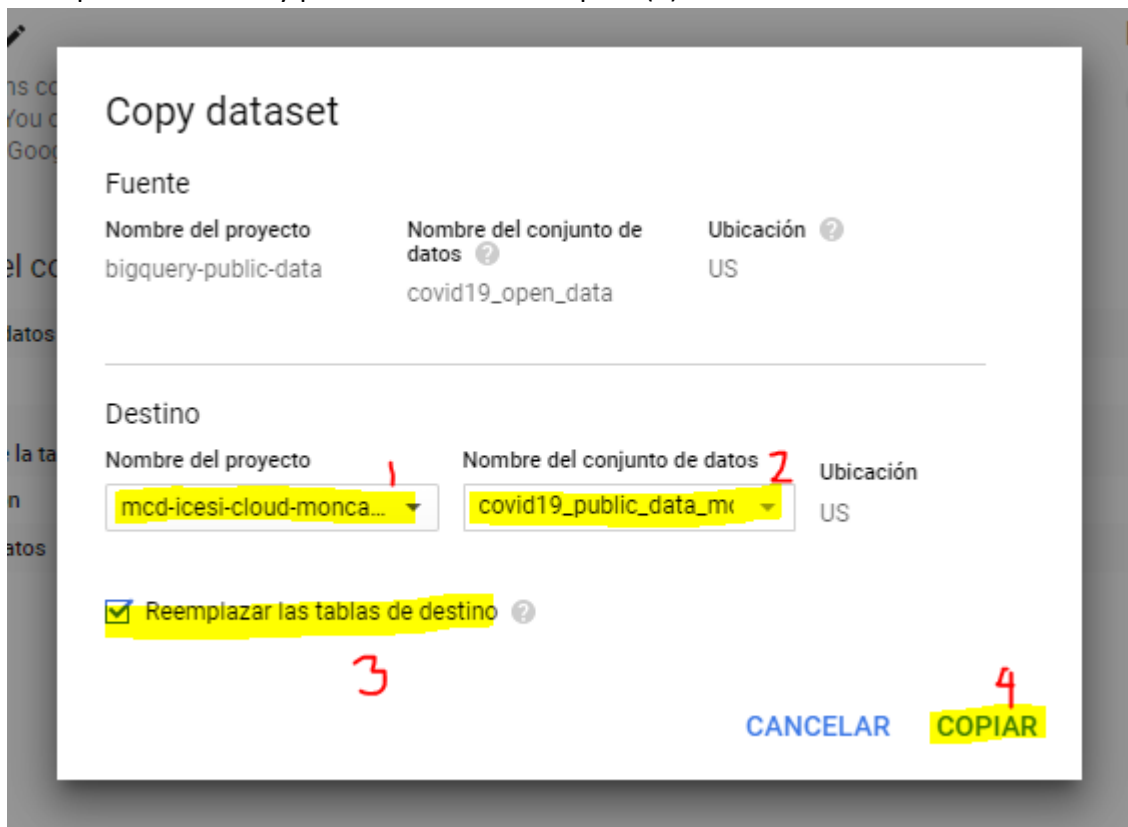 Copy dataset
Fuente
Nombre del proyecto
Nombre del conjunto de
datos
Ubicación
bigquery-public-data
covid19_open_data
US
Destino
Nombre del proyecto 1
Nombre del conjunto de datos 2
Ubicación
mcd-icesi-cloud-monca...
covid19_public_data_mo
US
Reemplazar las tablas de destino
3
4
CANCELAR COPIAR